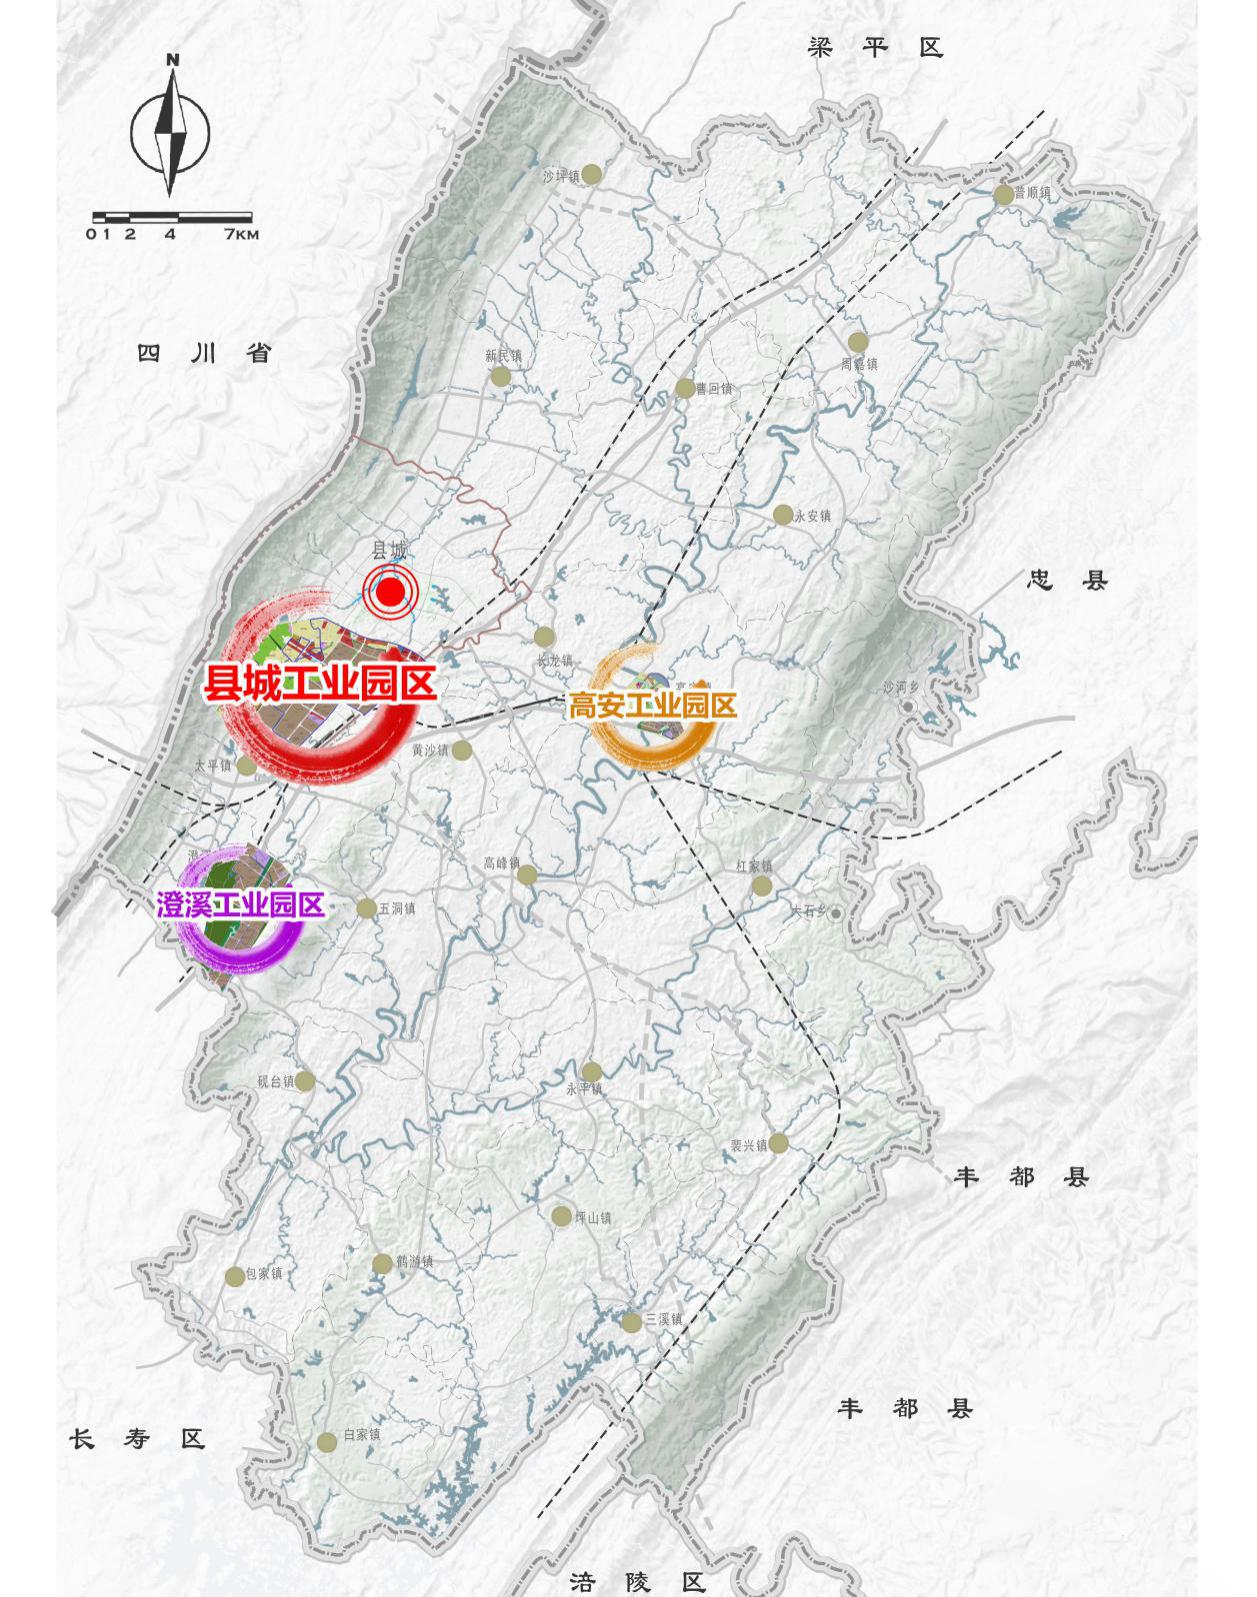 梁平区
N
沙坪镇
普顺镇
0 1 2 4 7KM
四川省
新民镇
周嘉镇
曹回镇
永安镇
县城
忠县
长龙镇
县城工业园区
沙河乡
高安工业园区
黄沙镇
太平镇
高峰镇
杠家镇
澄溪工业园区
五洞镇
大石乡
砚台镇
永平镇
裴兴镇
丰都县
坪山镇
鹤游镇
包家镇
三溪镇
丰都县
长寿区
白家镇
涪陵区